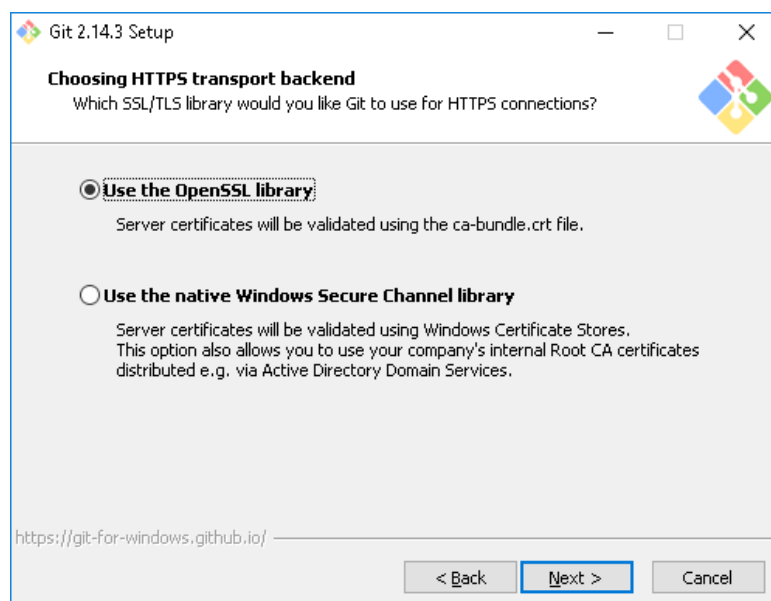 Git 2.14.3 Setup
Choosing HTTPS transport backend
Which SSL/TLS library would you like Git to use for HTTPS connections?
Use the OpenSSL library
Server certificates will be validated using the ca-bundle.crt file.
Use the native Windows Secure Channel library
Server certificates will be validated using Windows Certificate Stores.
This option also allows you to use your company's internal Root CA certificates
distributed e.g. via Active Directory Domain Services.
https://git-for-windows.github.io/
< Back Next > Cancel